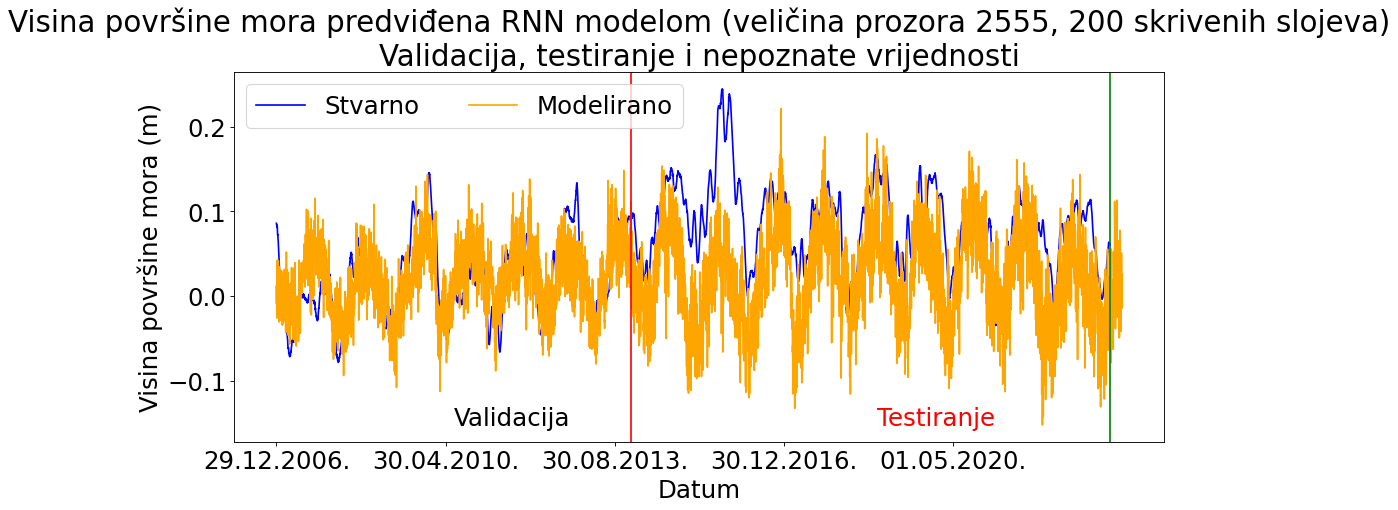 Visina površine mora predviđena RNN modelom (veličina prozora 2555, 200 skrivenih slojeva)
Validacija, testiranje i nepoznate vrijednosti
Stvarno Modelirano
Visina površine mora (m)
0.2
0.1
0.0
−0.1
Validacija Testiranje
29.12.2006. 30.04.2010. 30.08.2013. 30.12.2016. 01.05.2020.
Datum